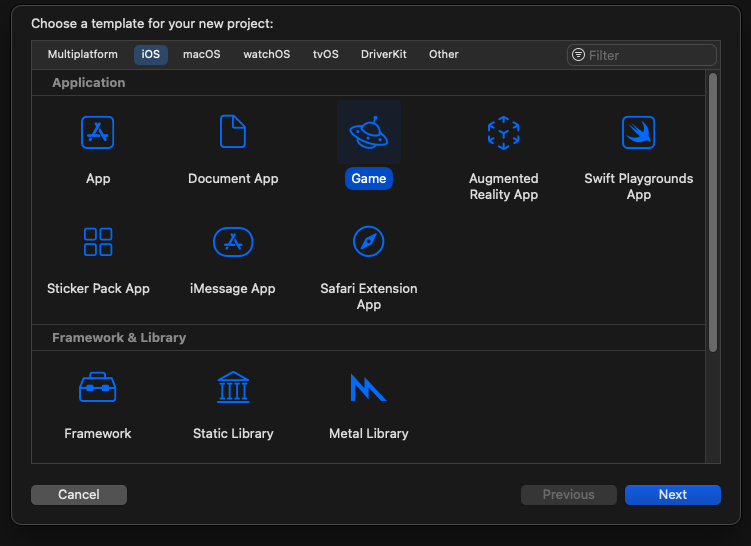 Choose a template for your new project:
Multiplatform iOS macOS watchOS tvOS DriverKit Other Filter
Application
App Document App Game Augmented Reality App Swift Playgrounds App
Sticker Pack App iMessage App Safari Extension App
Framework & Library
Framework Static Library Metal Library
Cancel Previous Next